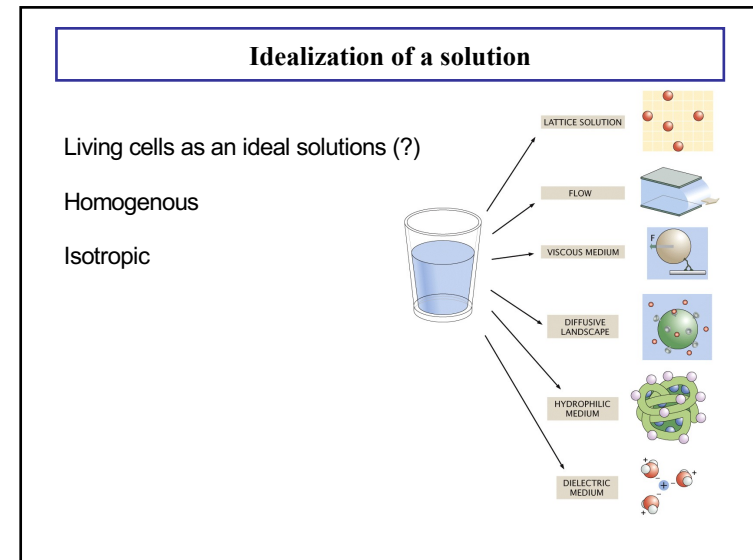 Idealization of a solution
Living cells as an ideal solutions (?)
Homogenous
Isotropic
LATTICE SOLUTION
FLOW
VISCOUS MEDIUM
F
DIFFUSIVE
LANDSCAPE
HYDROPHILIC
MEDIUM
DIELECTRIC
MEDIUM
+
–
+
–
+
–
+